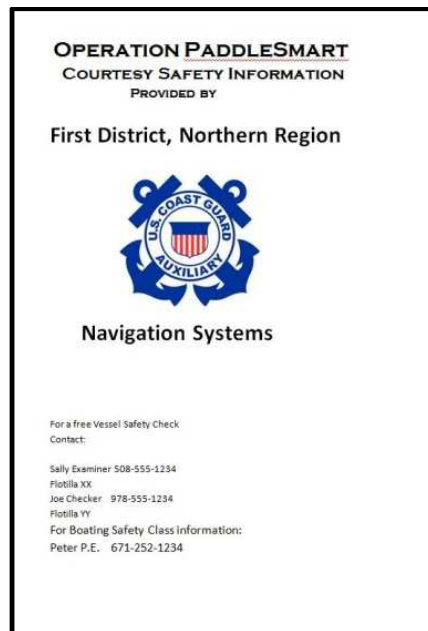 OPERATION PADDLESMART
COURTESY SAFETY INFORMATION
PROVIDED BY
First District, Northern Region
U.S. COAST GUARD
AUXILIARY
Navigation Systems
For a free Vessel Safety Check
Contact:
Sally Examiner 508-555-1234
Flotilla XX
Joe Checker 978-555-1234
Flotilla YY
For Boating Safety Class information:
Peter P.E. 671-252-1234